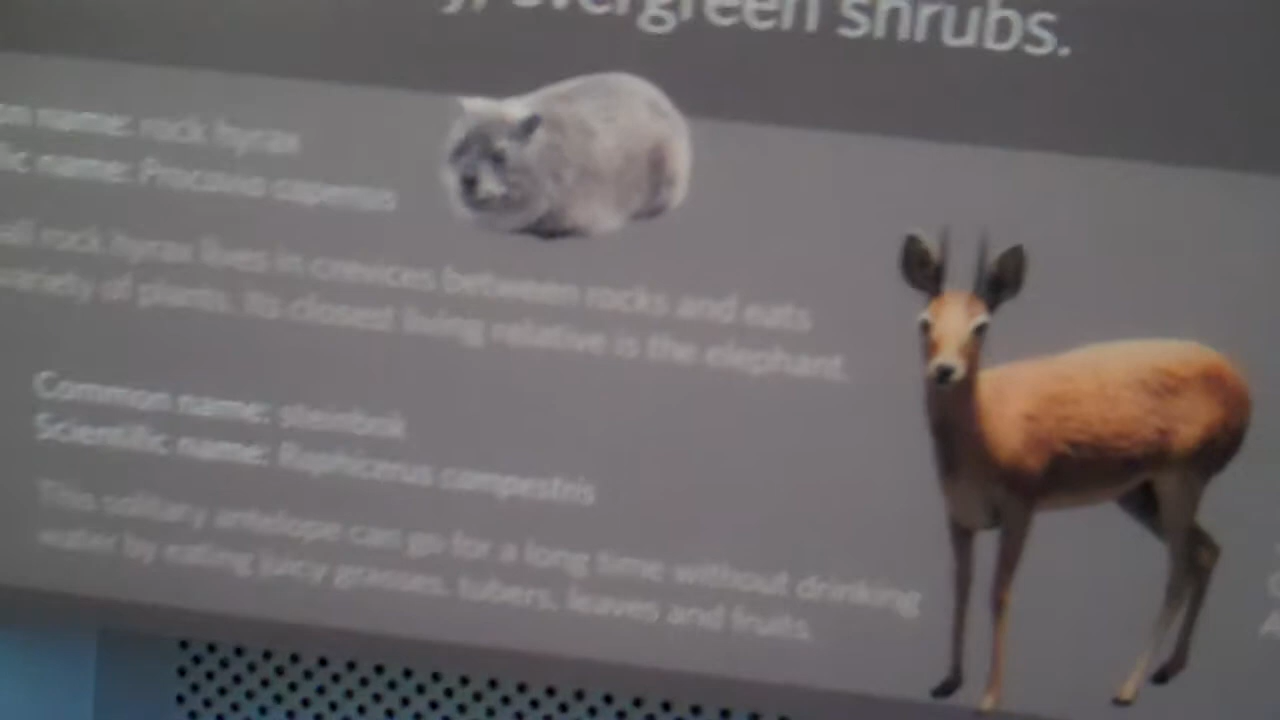 evergreen shrubs.
name: rock hyrax
name: Procavia capensis
rock hyrax lives in crevices between rocks and eats
variety of plants. Its closest living relative is the elephant.
Common name: steinbok
Scientific name: Raphicerus campestris
This solitary antelope can go for a long time without drinking
water by eating juicy grasses, tubers, leaves and fruits.